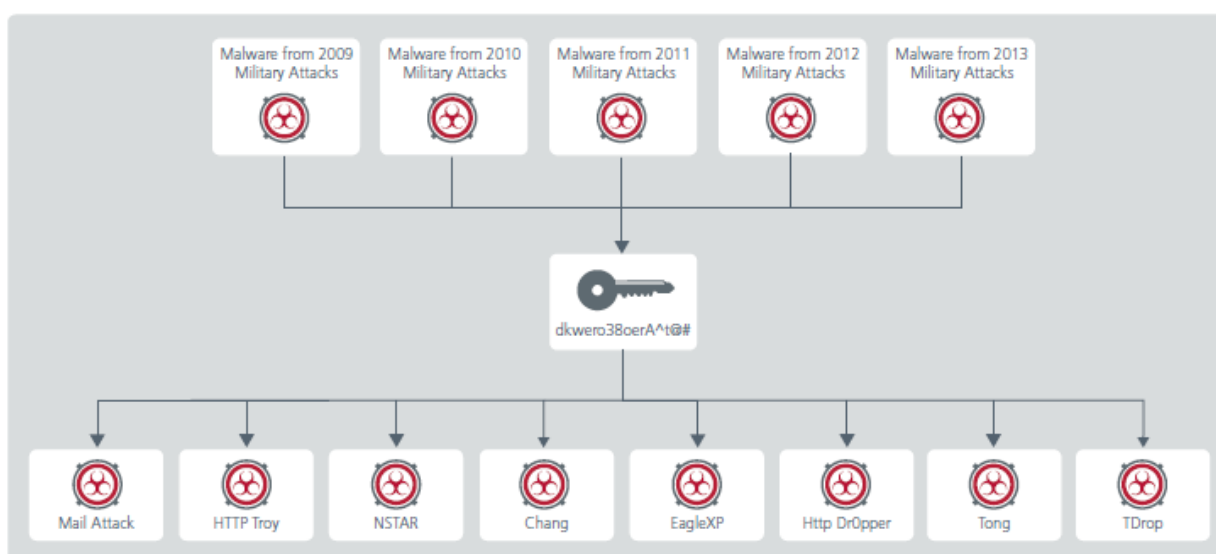 Malware from 2009
Military Attacks
Malware from 2010
Military Attacks
Malware from 2011
Military Attacks
Malware from 2012
Military Attacks
Malware from 2013
Military Attacks
dkwero38oerA^t@#
Mail Attack
HTTP Troy
NSTAR
Chang
EagleXP
Http Dr0pper
Tong
TDrop